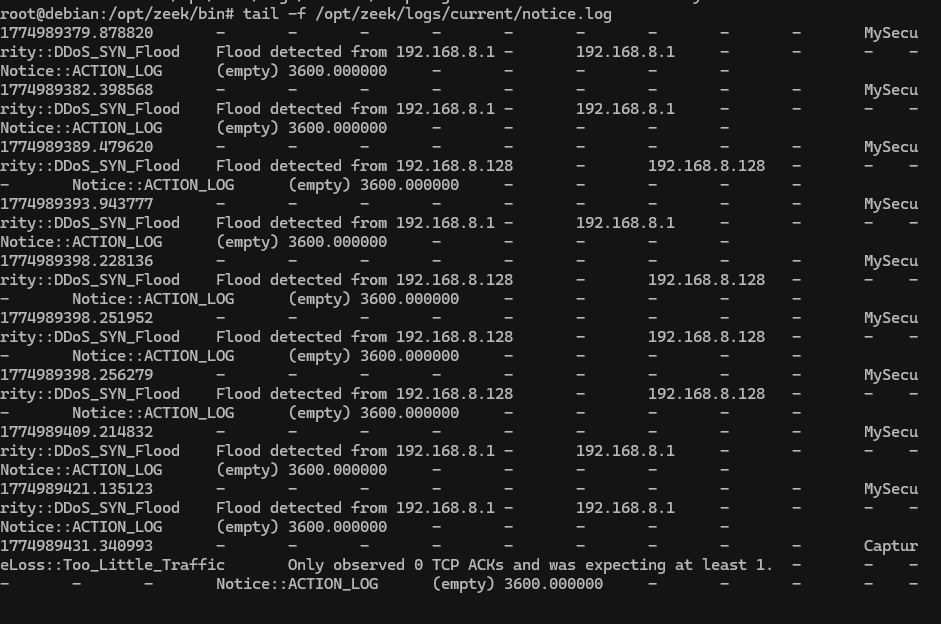 root@debian:/opt/zeek/bin# tail -f /opt/zeek/logs/current/notice.log
1774989379.878820 - - - - - - - - - MySecu
rity::DDoS_SYN_Flood Flood detected from 192.168.8.1 - 192.168.8.1 - - - -
Notice::ACTION_LOG (empty) 3600.000000 - - - - -
1774989382.398568 - - - - - - - - - MySecu
rity::DDoS_SYN_Flood Flood detected from 192.168.8.1 - 192.168.8.1 - - - -
Notice::ACTION_LOG (empty) 3600.000000 - - - - -
1774989389.479620 - - - - - - - - - MySecu
rity::DDoS_SYN_Flood Flood detected from 192.168.8.128 - 192.168.8.128 - - -
- Notice::ACTION_LOG (empty) 3600.000000 - - - - -
1774989393.943777 - - - - - - - - - MySecu
rity::DDoS_SYN_Flood Flood detected from 192.168.8.1 - 192.168.8.1 - - - -
Notice::ACTION_LOG (empty) 3600.000000 - - - - -
1774989398.228136 - - - - - - - - - MySecu
rity::DDoS_SYN_Flood Flood detected from 192.168.8.128 - 192.168.8.128 - - -
- Notice::ACTION_LOG (empty) 3600.000000 - - - - -
1774989398.251952 - - - - - - - - - MySecu
rity::DDoS_SYN_Flood Flood detected from 192.168.8.128 - 192.168.8.128 - - -
- Notice::ACTION_LOG (empty) 3600.000000 - - - - -
1774989398.256279 - - - - - - - - - MySecu
rity::DDoS_SYN_Flood Flood detected from 192.168.8.128 - 192.168.8.128 - - -
- Notice::ACTION_LOG (empty) 3600.000000 - - - - -
1774989409.214832 - - - - - - - - - MySecu
rity::DDoS_SYN_Flood Flood detected from 192.168.8.1 - 192.168.8.1 - - - -
Notice::ACTION_LOG (empty) 3600.000000 - - - - -
1774989421.135123 - - - - - - - - - MySecu
rity::DDoS_SYN_Flood Flood detected from 192.168.8.1 - 192.168.8.1 - - - -
Notice::ACTION_LOG (empty) 3600.000000 - - - - -
1774989431.340993 - - - - - - - - - Captur
eLoss::Too_Little_Traffic Only observed 0 TCP ACKs and was expecting at least 1. - - -
- - - Notice::ACTION_LOG (empty) 3600.000000 - - - - -